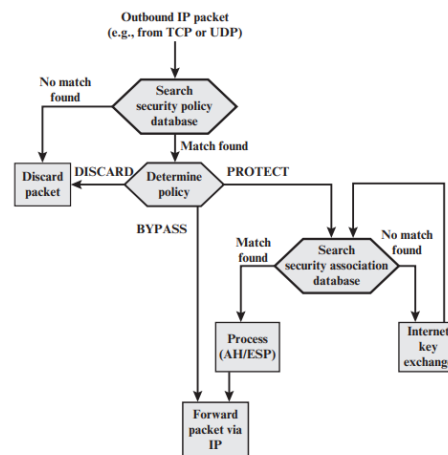 Outbound IP packet
(e.g., from TCP or UDP)
No match
found
Search
security policy
database
Match found
Discard
packet
DISCARD
Determine
policy
PROTECT
BYPASS
Match
found
Search
security association
database
No match
found
Process
(AH/ESP)
Internet
key
exchange
Forward
packet via
IP